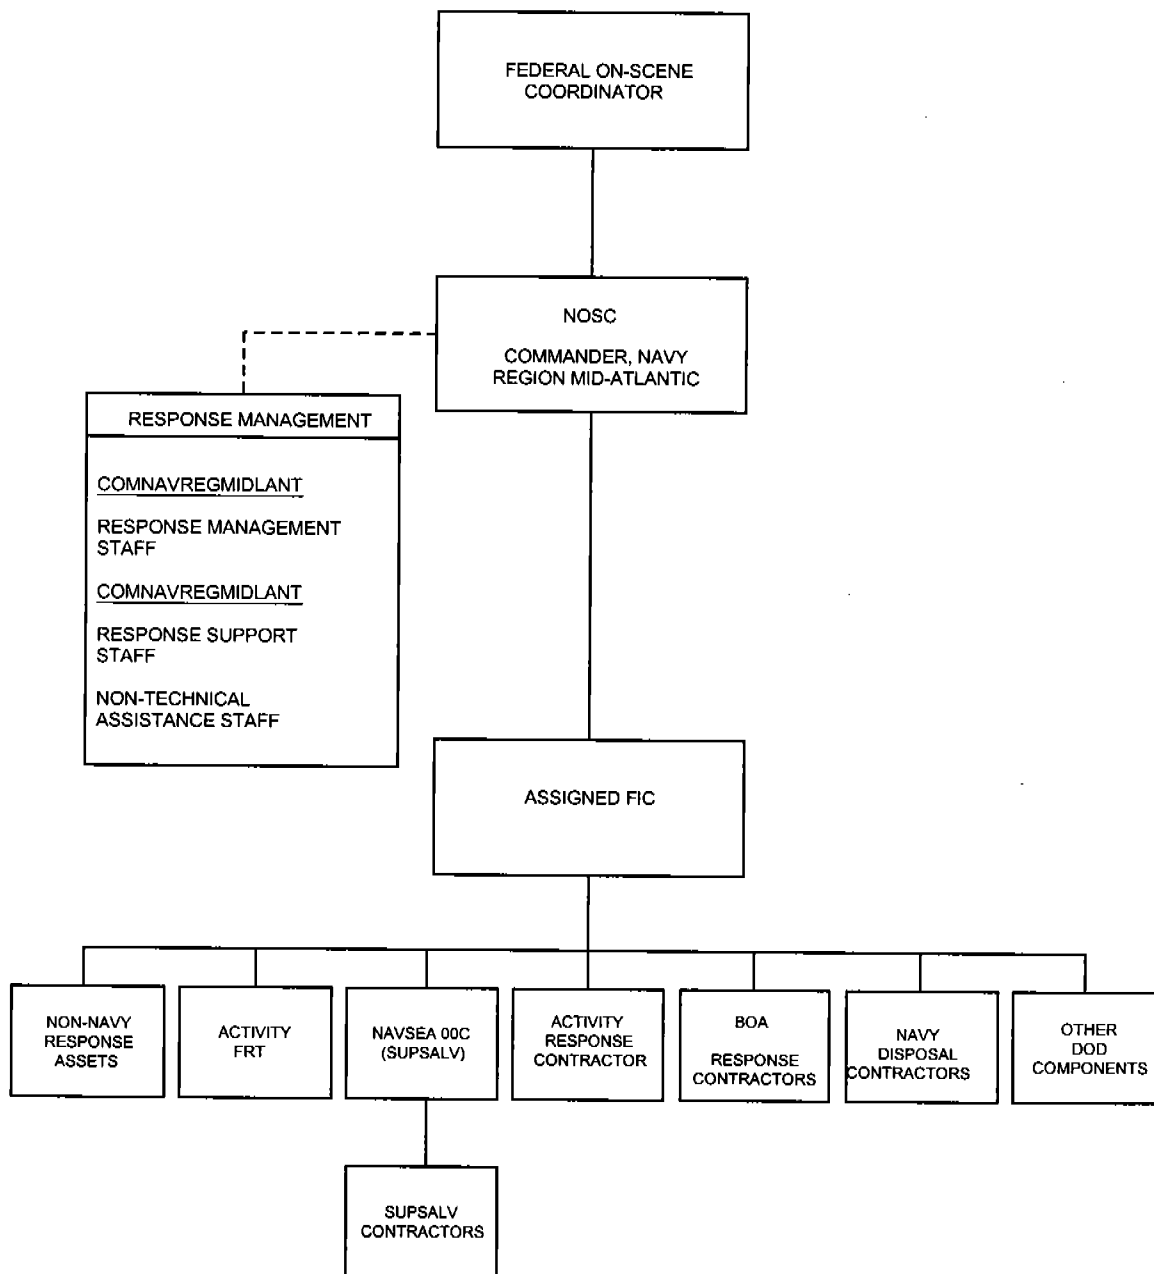 FEDERAL ON-SCENE
COORDINATOR
NOSC
COMMANDER, NAVY
REGION MID-ATLANTIC
RESPONSE MANAGEMENT
COMNAVREGMIDLANT
RESPONSE MANAGEMENT
STAFF
COMNAVREGMIDLANT
RESPONSE SUPPORT
STAFF
NON-TECHNICAL
ASSISTANCE STAFF
ASSIGNED FIC
NON-NAVY
RESPONSE
ASSETS
ACTIVITY
FRT
NAVSEA 00C
(SUPSALV)
ACTIVITY
RESPONSE
CONTRACTOR
BOA
RESPONSE
CONTRACTORS
NAVY
DISPOSAL
CONTRACTORS
OTHER
DOD
COMPONENTS
SUPSALV
CONTRACTORS